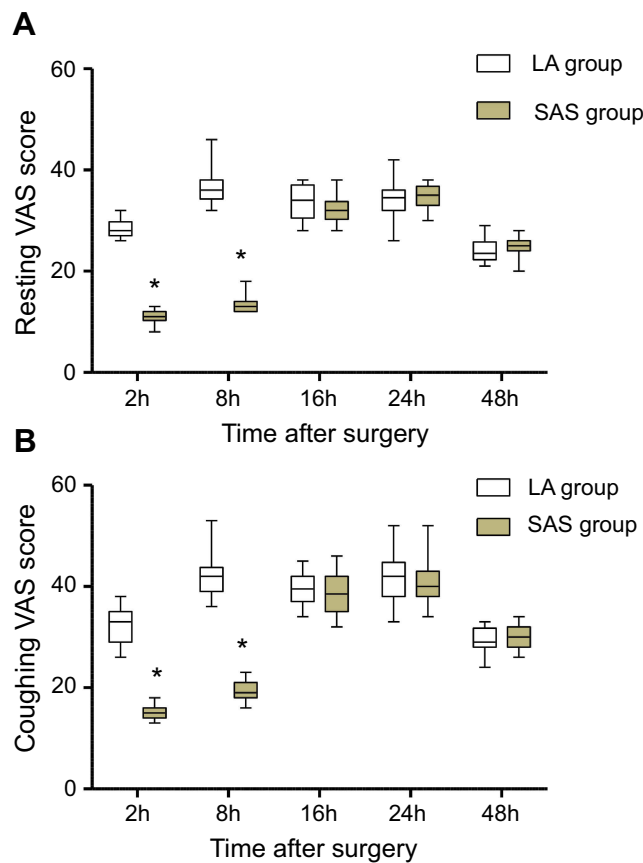 A
60
40
20
0
Resting VAS score
LA group
SAS group
*
*
2h 8h 16h 24h 48h
Time after surgery
B
60
40
20
0
Coughing VAS score
LA group
SAS group
*
*
2h 8h 16h 24h 48h
Time after surgery